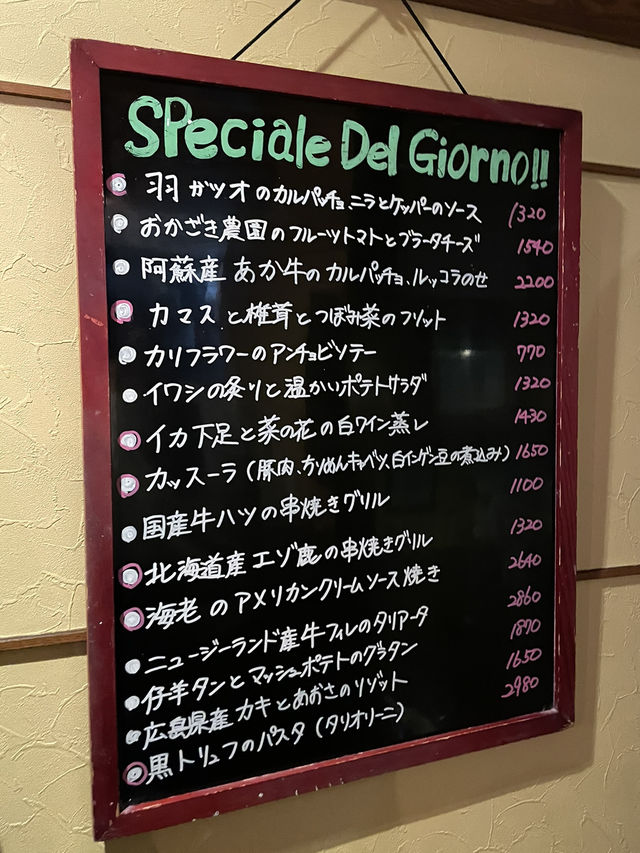 SPeciale Del Giorno!!
羽ガツオのカルパッチョ、ニラとケッパーのソース 1320
おかざき農園のフルーツトマトとブラータチーズ 1540
阿蘇産 あか牛のカルパッチョ、ルッコラのせ 2200
カマスと椎茸とつぼみ菜のフリット 1320
カリフラワーのアンチョビソテー 770
イワシの炙りと温かいポテトサラダ 1320
イカ下足と菜の花の白ワイン蒸し 1430
カッスーラ(豚肉、ちりめんキャベツ、白インゲン豆の煮込み) 1650
国産牛ハツの串焼きグリル 1100
北海道産エゾ鹿の串焼きグリル 1320
海老のアメリカンクリームソース焼き 2640
ニュージーランド産牛フィレのタリアータ 2860
仔羊タンとマッシュポテトのグラタン 1870
広島県産カキとあおさのリゾット 1650
黒トリュフのパスタ(タリオリーニ) 2980